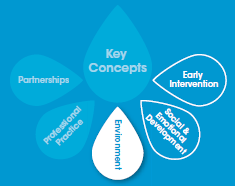 Key
Concepts
Partnerships
Early
Intervention
Professional
Practice
Environment
Social &
Emotional
Development